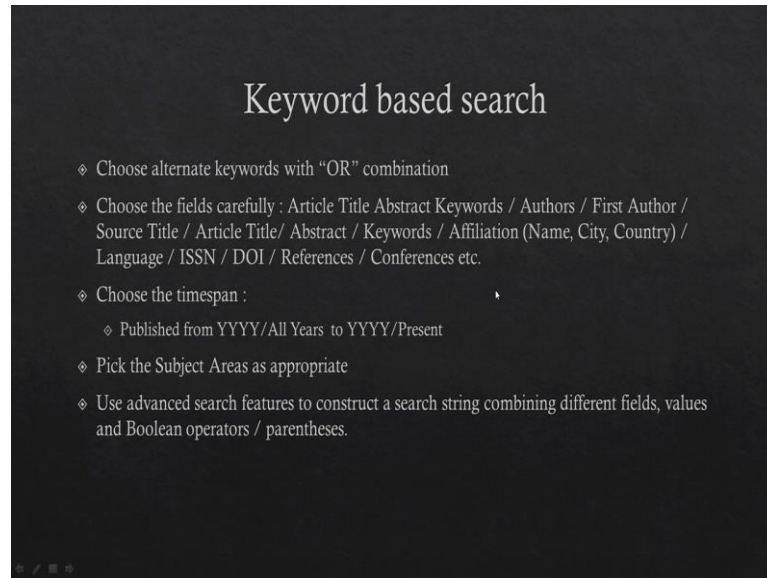 Keyword based search
Choose alternate keywords with “OR” combination
Choose the fields carefully : Article Title Abstract Keywords / Authors / First Author /
Source Title / Article Title/ Abstract / Keywords / Affiliation (Name, City, Country) /
Language / ISSN / DOI / References / Conferences etc.
Choose the timespan :
Published from YYYY/All Years to YYYY/Present
Pick the Subject Areas as appropriate
Use advanced search features to construct a search string combining different fields, values
and Boolean operators / parentheses.